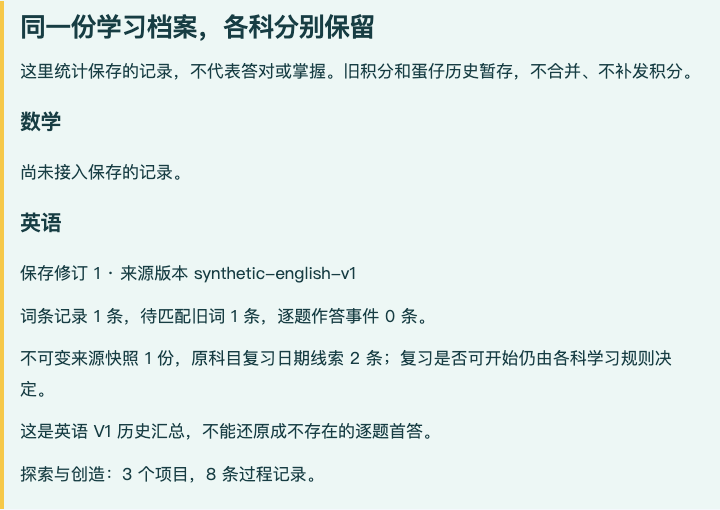 同一份学习档案，各科分别保留
这里统计保存的记录，不代表答对或掌握。旧积分和蛋仔历史暂存，不合并、不补发积分。
数学
尚未接入保存的记录。
英语
保存修订 1 · 来源版本 synthetic-english-v1
词条记录 1 条，待匹配旧词 1 条，逐题作答事件 0 条。
不可变来源快照 1 份，原科目复习日期线索 2 条；复习是否可开始仍由各科学习规则决
定。
这是英语 V1 历史汇总，不能还原成不存在的逐题首答。
探索与创造：3 个项目，8 条过程记录。